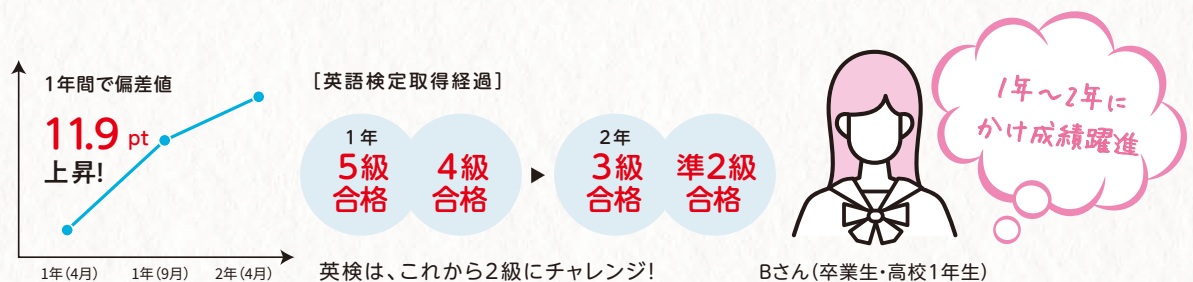 1年間で偏差値
11.9 pt
上昇!
1年(4月) 1年(9月) 2年(4月)
[英語検定取得経過]
1年
5級 4級
合格 合格
▶
2年
3級 準2級
合格 合格
英検は、これから2級にチャレンジ!
1年〜2年に
かけ成績躍進
Bさん(卒業生・高校1年生)